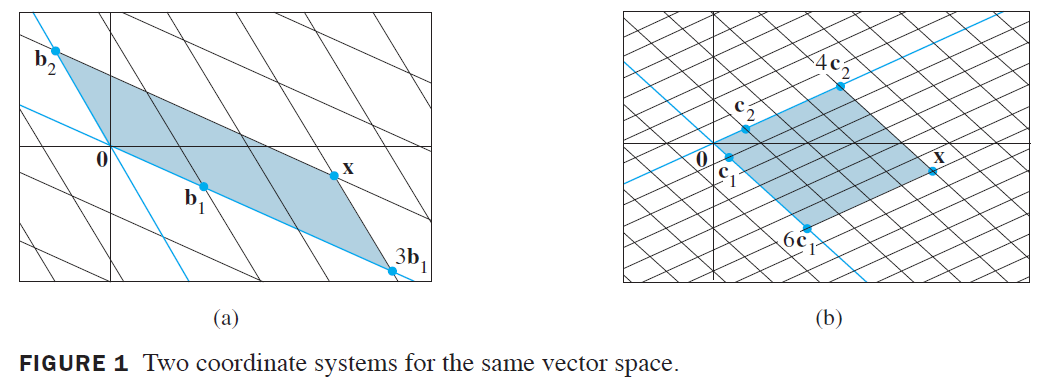 b₂
0
b₁
x
3b₁
4c₂
c₂
0
c₁
x
6c₁
(a)
(b)
FIGURE 1 Two coordinate systems for the same vector space.